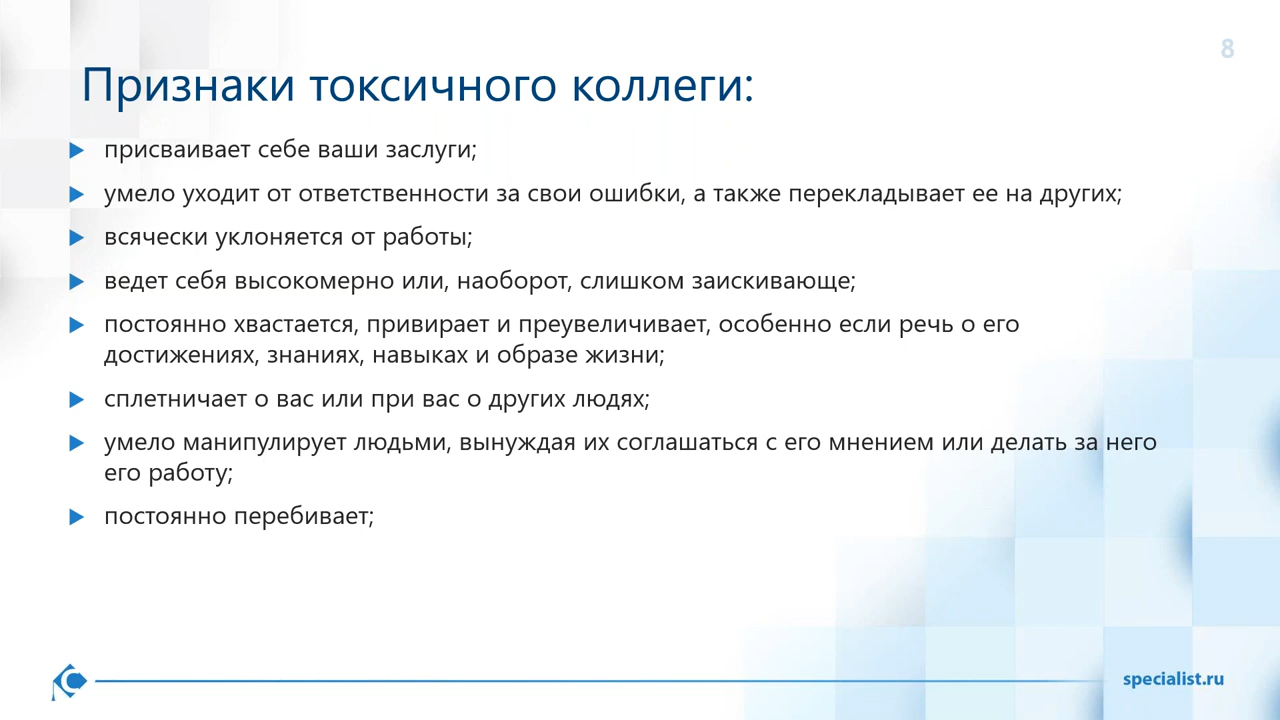 8
Признаки токсичного коллеги:
присваивает себе ваши заслуги;
умело уходит от ответственности за свои ошибки, а также перекладывает ее на других;
всячески уклоняется от работы;
ведет себя высокомерно или, наоборот, слишком заискивающе;
постоянно хвастается, привирает и преувеличивает, особенно если речь о его
достижениях, знаниях, навыках и образе жизни;
сплетничает о вас или при вас о других людях;
умело манипулирует людьми, вынуждая их соглашаться с его мнением или делать за него
его работу;
постоянно перебивает;
specialist.ru